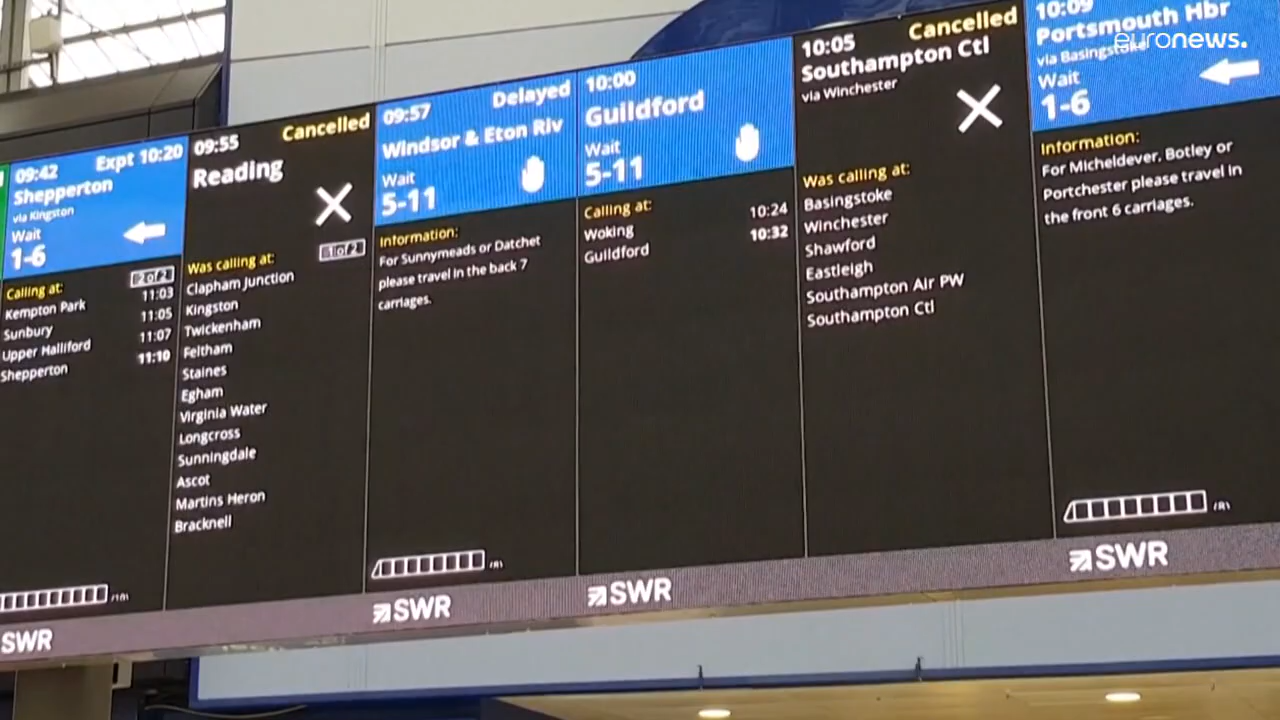 09:42 Expt 10:20
Shepperton
via Kingston
Wait
1-6
2 of 2
Calling at:
Kempton Park 11:03
Sunbury 11:05
Upper Halliford 11:07
Shepperton 11:10
SWR
09:55 Cancelled
Reading
1 of 2
Was calling at:
Clapham Junction
Kingston
Twickenham
Feltham
Staines
Egham
Virginia Water
Longcross
Sunningdale
Ascot
Martins Heron
Bracknell
09:57 Delayed
Windsor & Eton Riv
Wait
5-11
Information:
For Sunnymeads or Datchet
please travel in the back 7
carriages.
SWR
10:00
Guildford
Wait
5-11
Calling at:
Woking 10:24
Guildford 10:32
SWR
10:05 Cancelled
Southampton Ctl
via Winchester
Was calling at:
Basingstoke
Winchester
Shawford
Eastleigh
Southampton Air PW
Southampton Ctl
10:09
Portsmouth Hbr
via Basingstoke
Wait
1-6
Information:
For Micheldever, Botley or
Portchester please travel in
the front 6 carriages.
SWR
euronews.